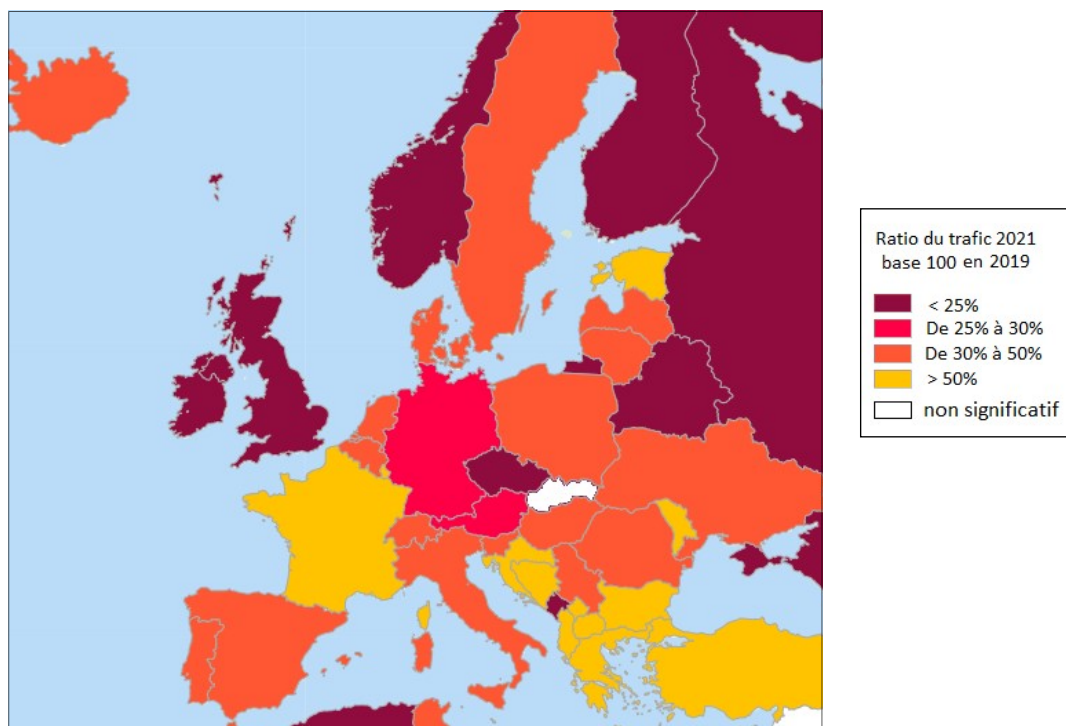 Ratio du trafic 2021
base 100 en 2019
< 25%
De 25% à 30%
De 30% à 50%
> 50%
non significatif